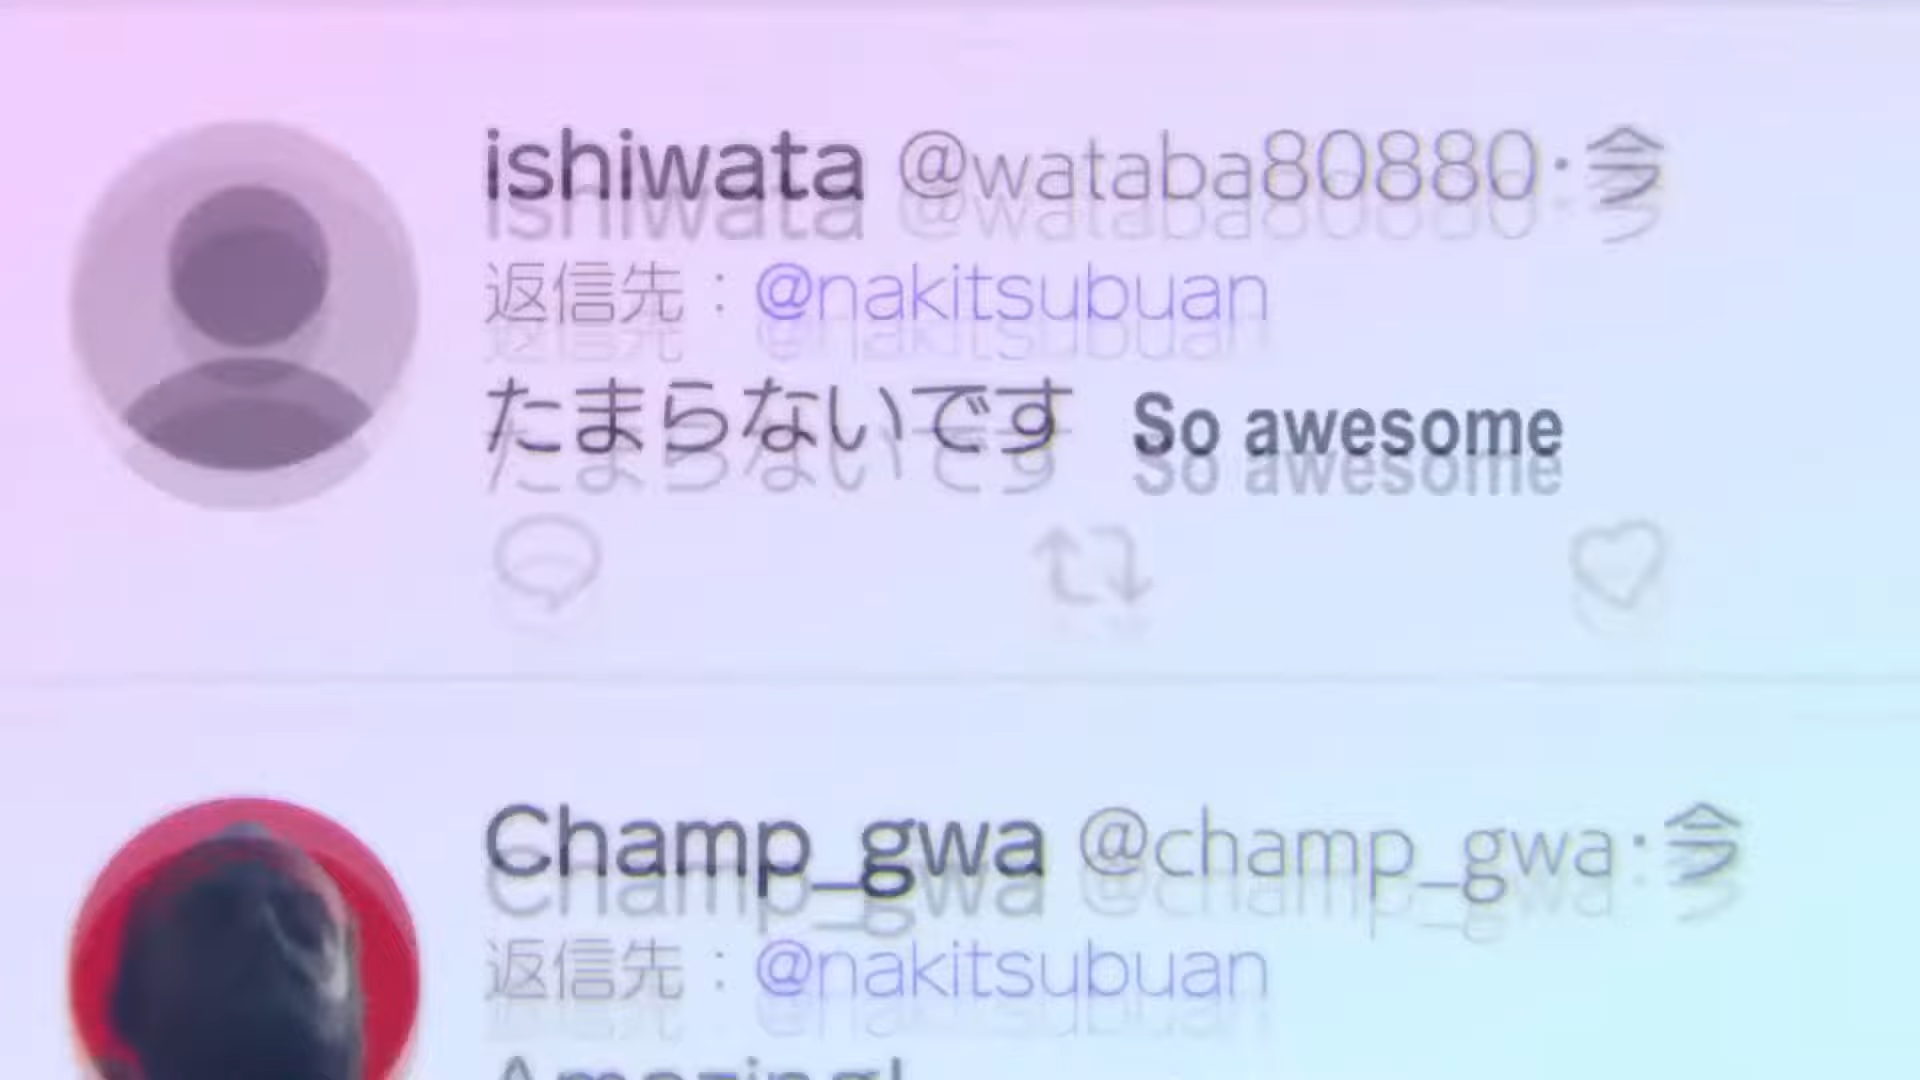 ishiwata @wataba80880·今
返信先：@nakitsubuan
たまらないです So awesome
Champ_gwa @champ_gwa·今
返信先：@nakitsubuan
Amazing!